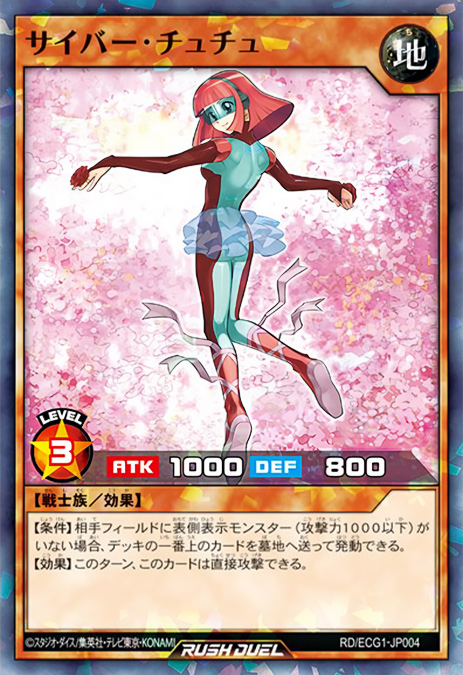 サイバー・チュチュ
地
LEVEL
3
ATK 1000 DEF 800
【戦士族／効果】
【条件】相手フィールドに表側表示モンスター（攻撃力1000以下）が
いない場合、デッキの一番上のカードを墓地へ送って発動できる。
【効果】このターン、このカードは直接攻撃できる。
©スタジオ・ダイス/集英社・テレビ東京・KONAMI
RUSH DUEL
RD/ECG1-JP004